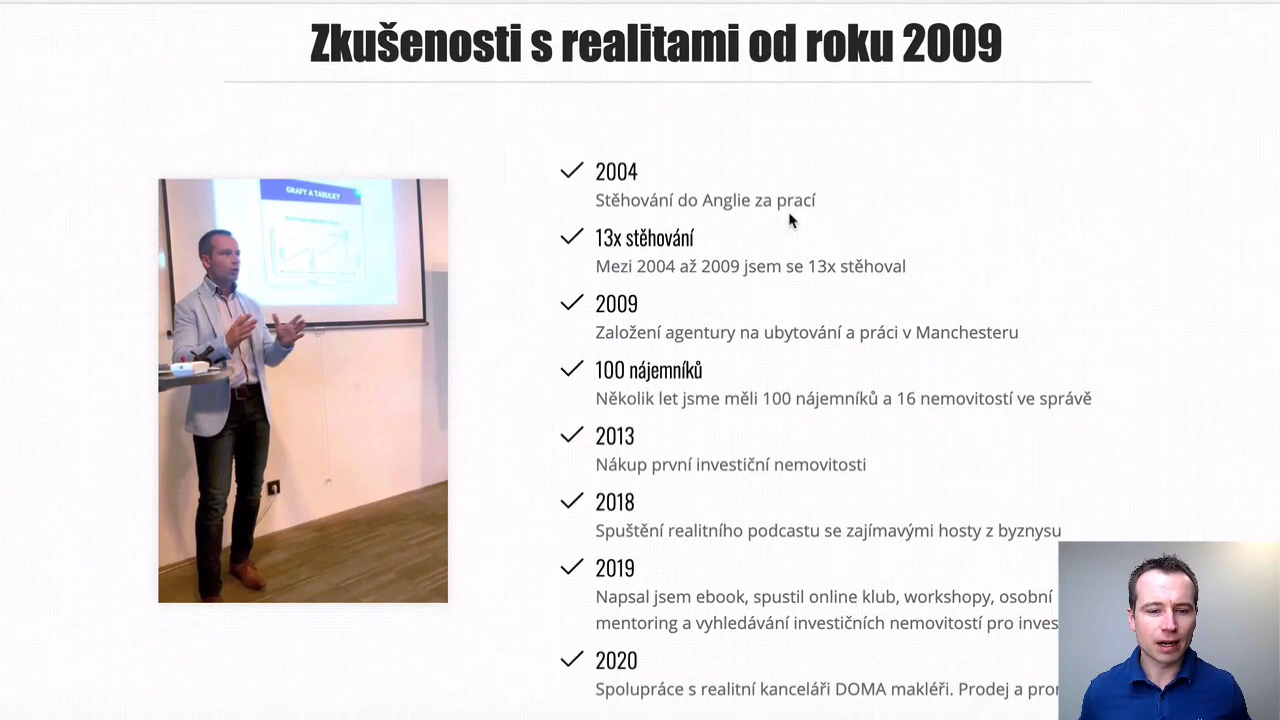 Zkušenosti s realitami od roku 2009
GRAFY A TABULKY
2004
Stěhování do Anglie za prací
13x stěhování
Mezi 2004 až 2009 jsem se 13x stěhoval
2009
Založení agentury na ubytování a práci v Manchesteru
100 nájemníků
Několik let jsme měli 100 nájemníků a 16 nemovitostí ve správě
2013
Nákup první investiční nemovitosti
2018
Spuštění realitního podcastu se zajímavými hosty z byznysu
2019
Napsal jsem ebook, spustil online klub, workshopy, osobní
mentoring a vyhledávání investičních nemovitostí pro inves
2020
Spolupráce s realitní kanceláři DOMA makléři. Prodej a pro